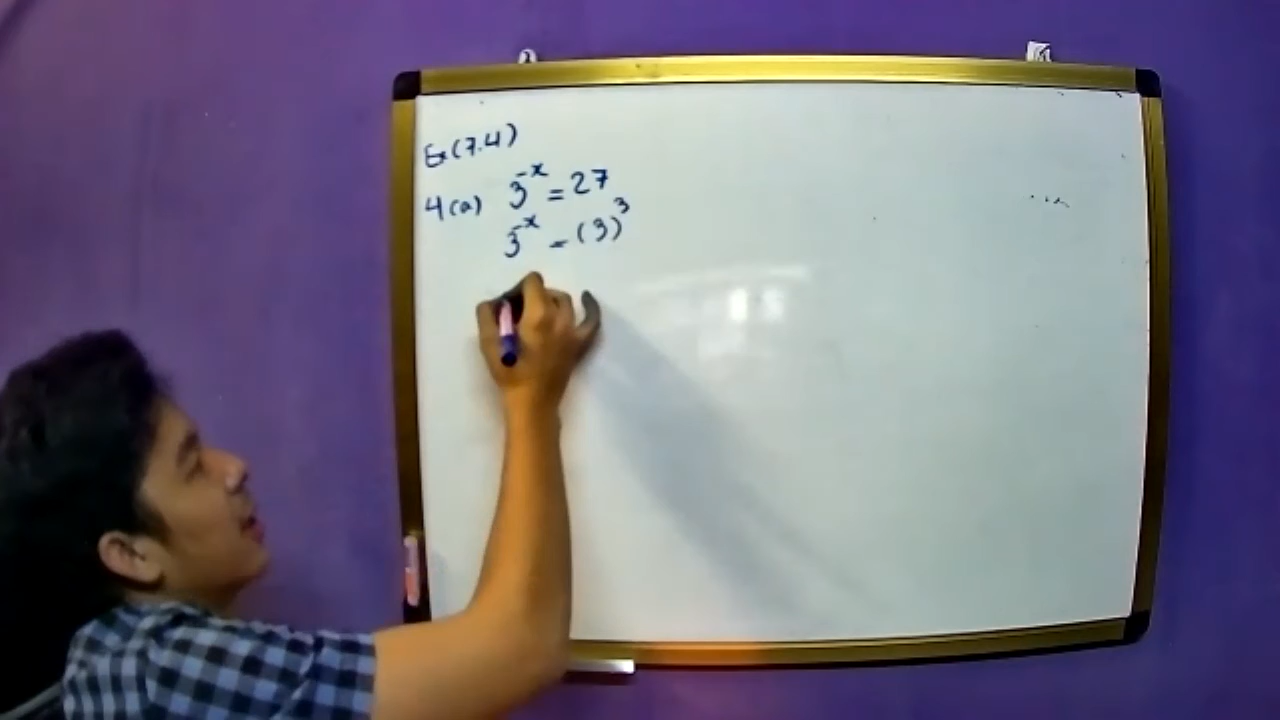 Ex(7.4)
4(a) 3⁻ˣ = 27
3⁻ˣ = (3)³